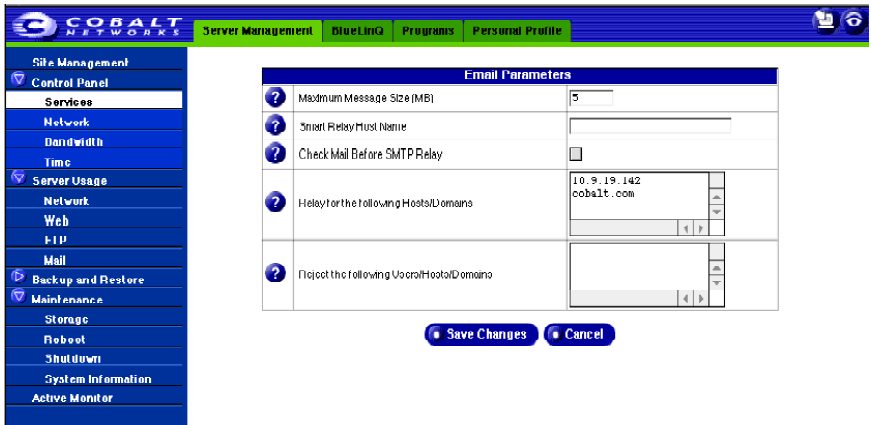 COBALT
NETWORKS
Server Management
BlueLinQ
Programs
Personal Profile
Site Management
Control Panel
Services
Network
Bandwidth
Time
Server Usage
Network
Web
FTP
Mail
Backup and Restore
Maintenance
Storage
Reboot
Shutdown
System Information
Active Monitor
Email Parameters
? Maximum Message Size (MB) 5
? Smart Relay Host Name
? Check Mail Before SMTP Relay
? Relay for the following Hosts/Domains
10.9.19.142
cobalt.com
? Reject the following Users/Hosts/Domains
Save Changes
Cancel